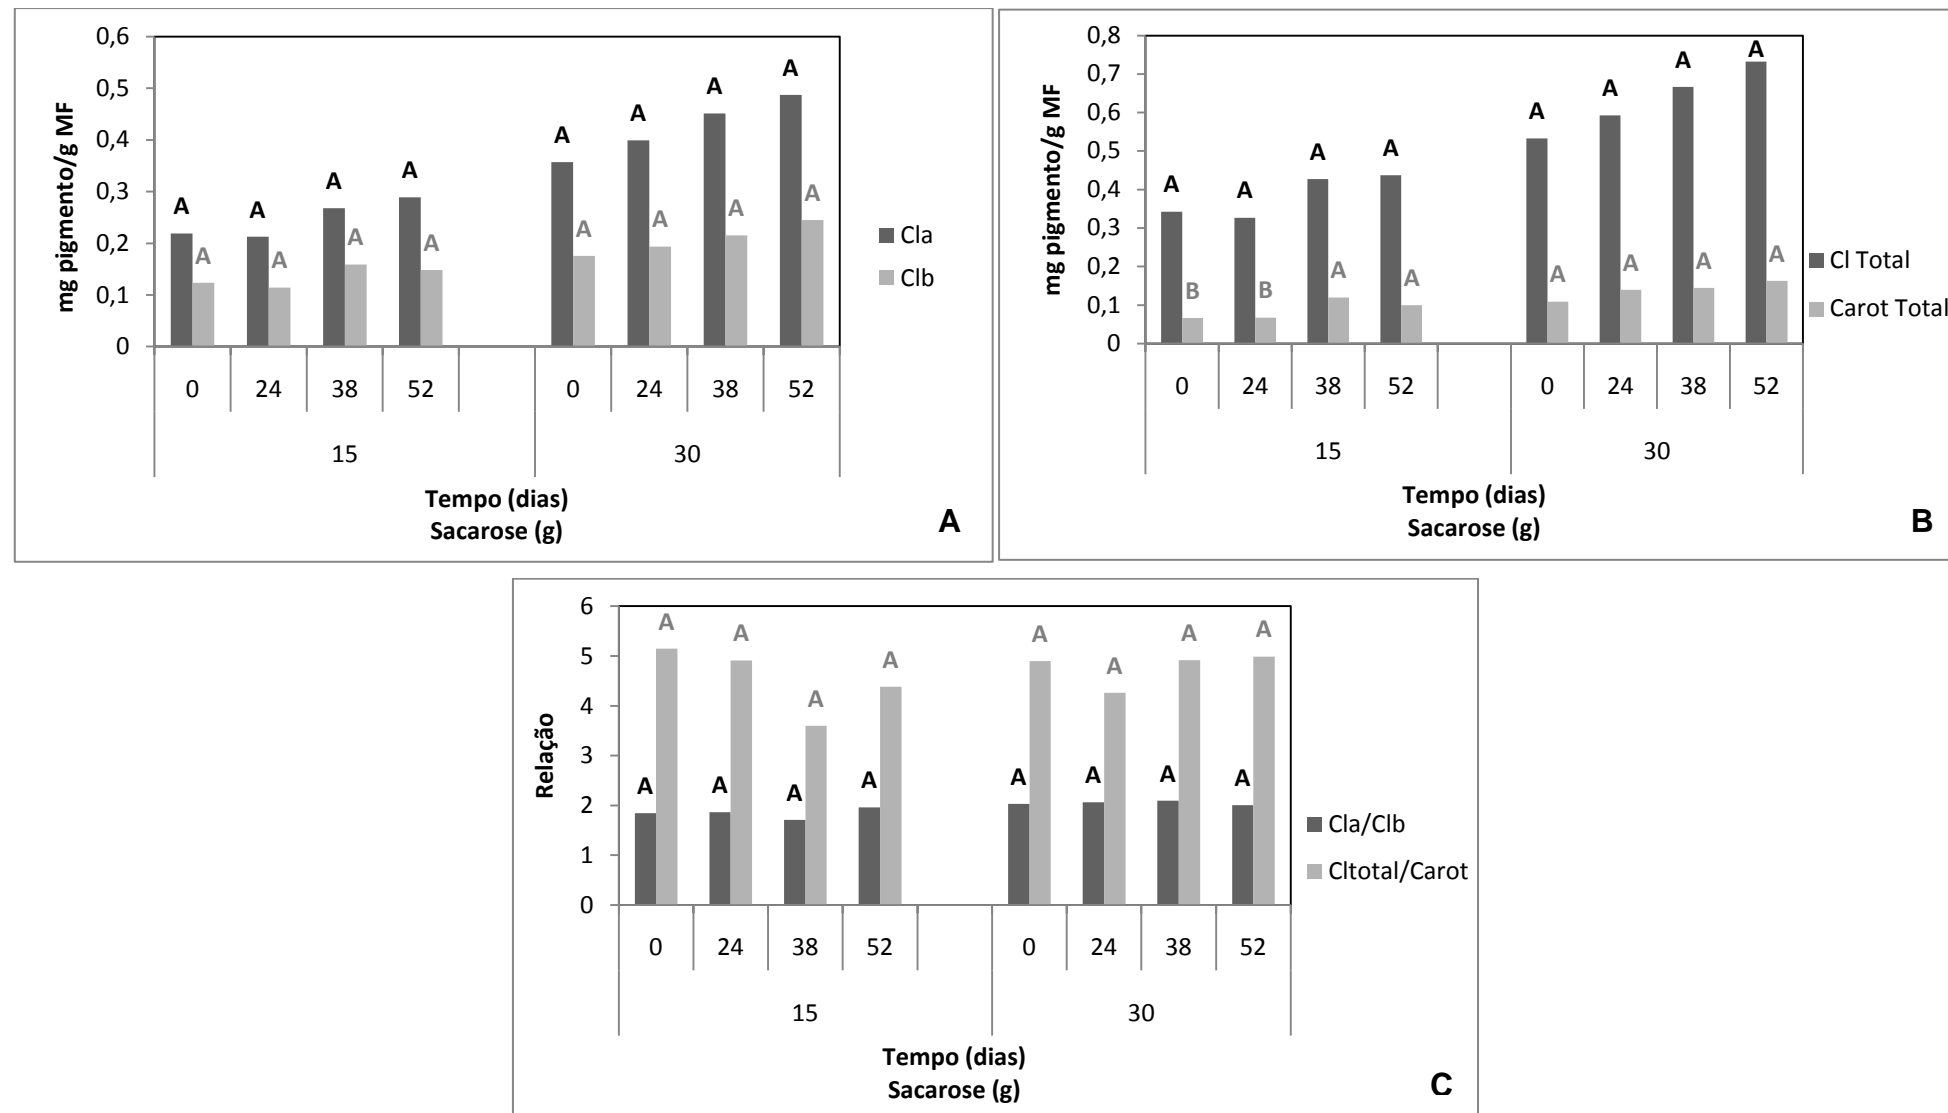 0,6
0,5
0,4
0,3
0,2
0,1
0
mg pigmento/g MF
A A A A A A A A
A A A A A A A A
Cla
Clb
0 24 38 52 0 24 38 52
15 30
Tempo (dias)
Sacarose (g)
A
0,8
0,7
0,6
0,5
0,4
0,3
0,2
0,1
0
mg pigmento/g MF
A A A A A A A A
B B A A A A A A
Cl Total
Carot Total
0 24 38 52 0 24 38 52
15 30
Tempo (dias)
Sacarose (g)
B
6
5
4
3
2
1
0
Relação
A A A A A A A A
A A A A A A A A
Cla/Clb
Cltotal/Carot
0 24 38 52 0 24 38 52
15 30
Tempo (dias)
Sacarose (g)
C